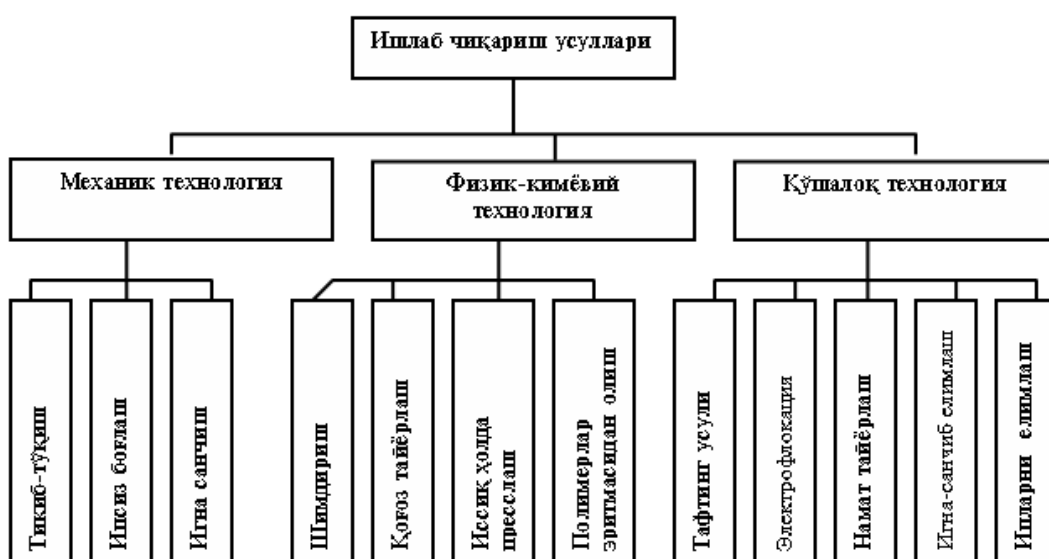 Ишлаб чиқариш усуллари
Механик технология
Физик-кимёвий
технология
Қўшалоқ технология
Тикиб-тўқиш
Ипсиз боғлаш
Игна санчиш
Шимдириш
Қоғоз тайёрлаш
Иссиқ ҳолда
пресслаш
Полимерлар
эритмасидан олиш
Тафтинг усули
Электрофлокация
Намат тайёрлаш
Игна-санчиб елимлаш
Ипларни елимлаш